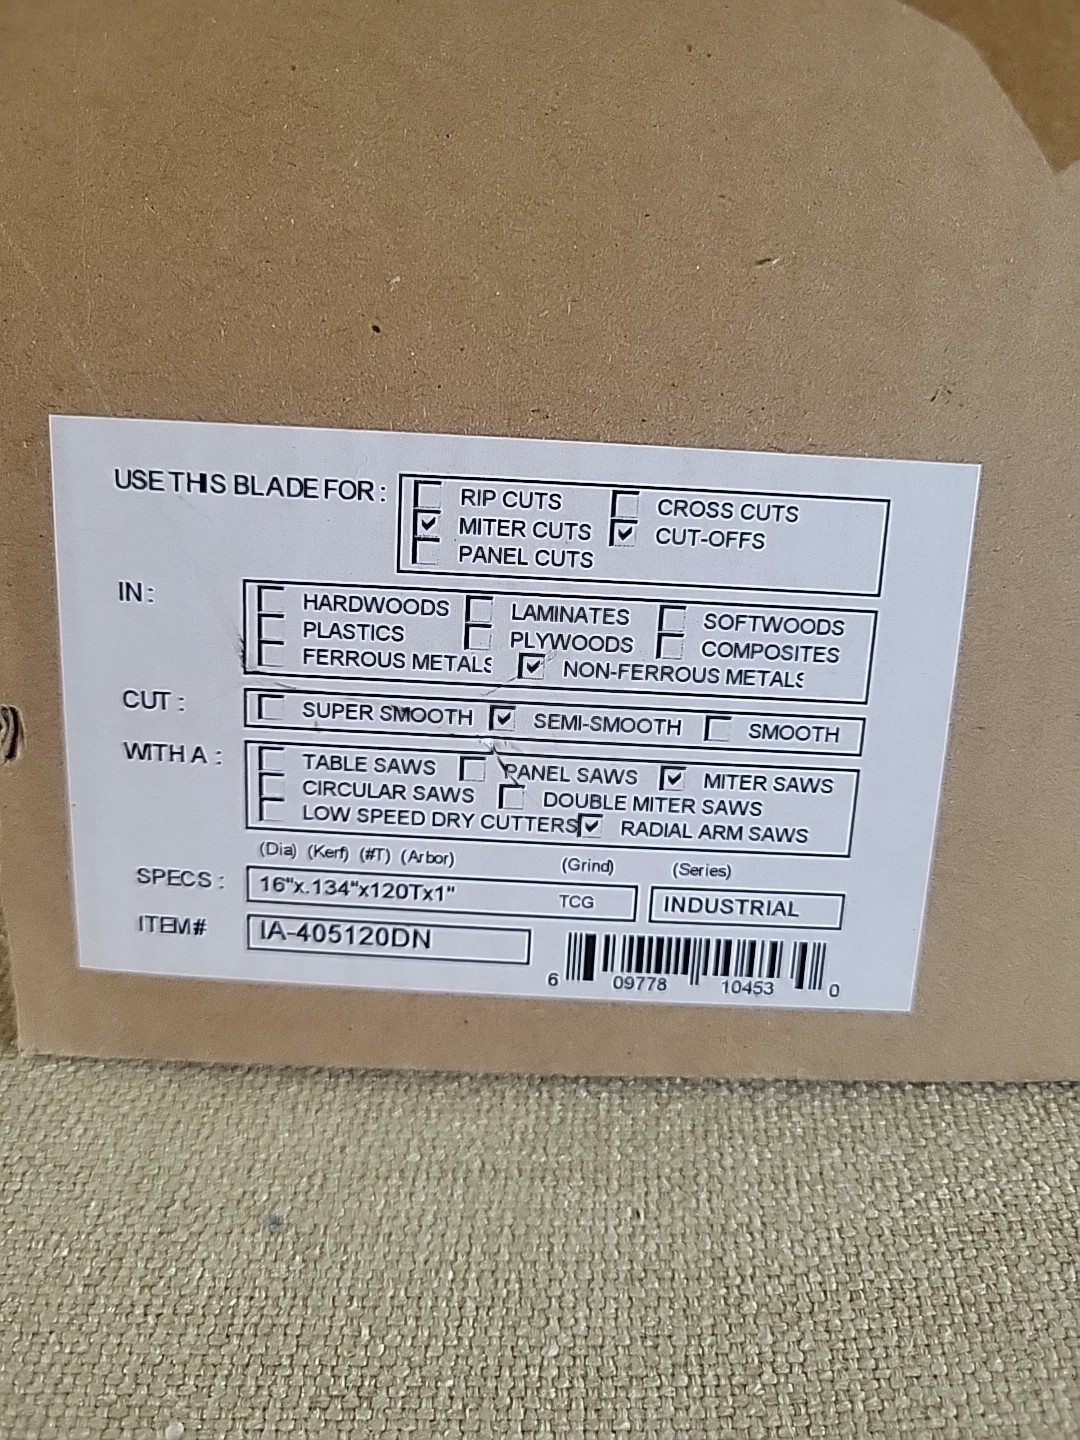 USE THIS BLADE FOR : RIP CUTS CROSS CUTS
MITER CUTS CUT-OFFS
PANEL CUTS
IN : HARDWOODS LAMINATES SOFTWOODS
PLASTICS PLYWOODS COMPOSITES
FERROUS METALS NON-FERROUS METALS
CUT : SUPER SMOOTH SEMI-SMOOTH SMOOTH
WITH A : TABLE SAWS PANEL SAWS MITER SAWS
CIRCULAR SAWS DOUBLE MITER SAWS
LOW SPEED DRY CUTTERS RADIAL ARM SAWS
(Dia) (Kerf) (#T) (Arbor) (Grind) (Series)
SPECS : 16"x.134"x120Tx1" TCG INDUSTRIAL
ITEM# IA-405120DN
6 09778 10453 0